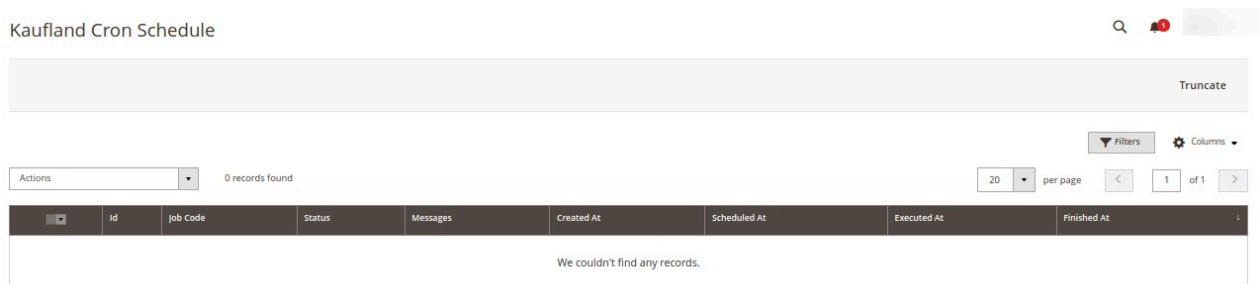 Kaufland Cron Schedule
1
Truncate
Filters
Columns
Actions
0 records found
20
per page
1
of 1
Id
Job Code
Status
Messages
Created At
Scheduled At
Executed At
Finished At
We couldn't find any records.